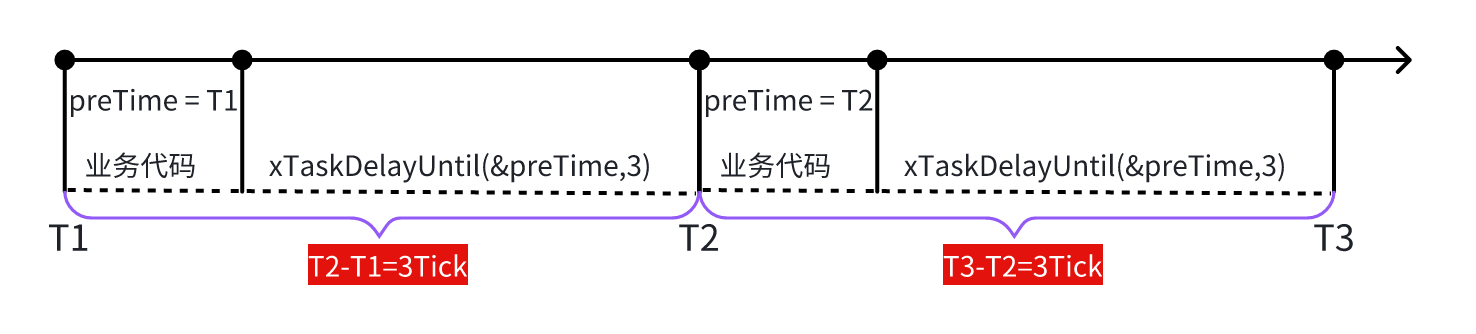 preTime = T1
preTime = T2
业务代码
xTaskDelayUntil(&preTime,3)
业务代码
xTaskDelayUntil(&preTime,3)
T1
T2
T3
T2-T1=3Tick
T3-T2=3Tick